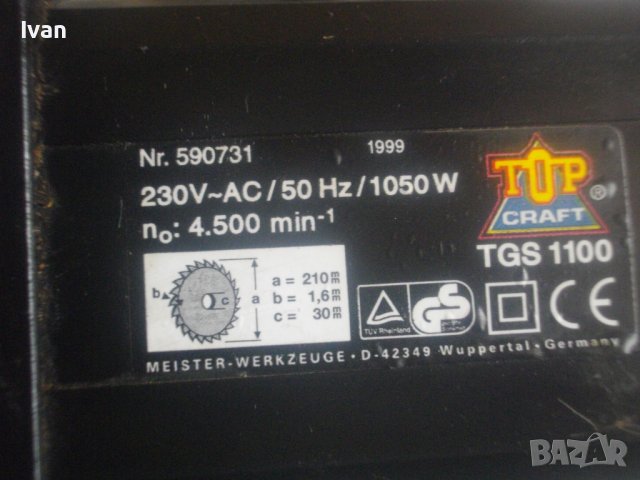 Ivan
Nr. 590731 1999
230V~AC / 50 Hz / 1050 W
n₀: 4.500 min⁻¹
TOP
CRAFT ®
TGS 1100
b c a
a = 210 mm
b = 1,6 mm
c = 30 mm
TÜV Rheinland
GS
CE
MEISTER-WERKZEUGE · D-42349 Wuppertal-Germany
BAZAR